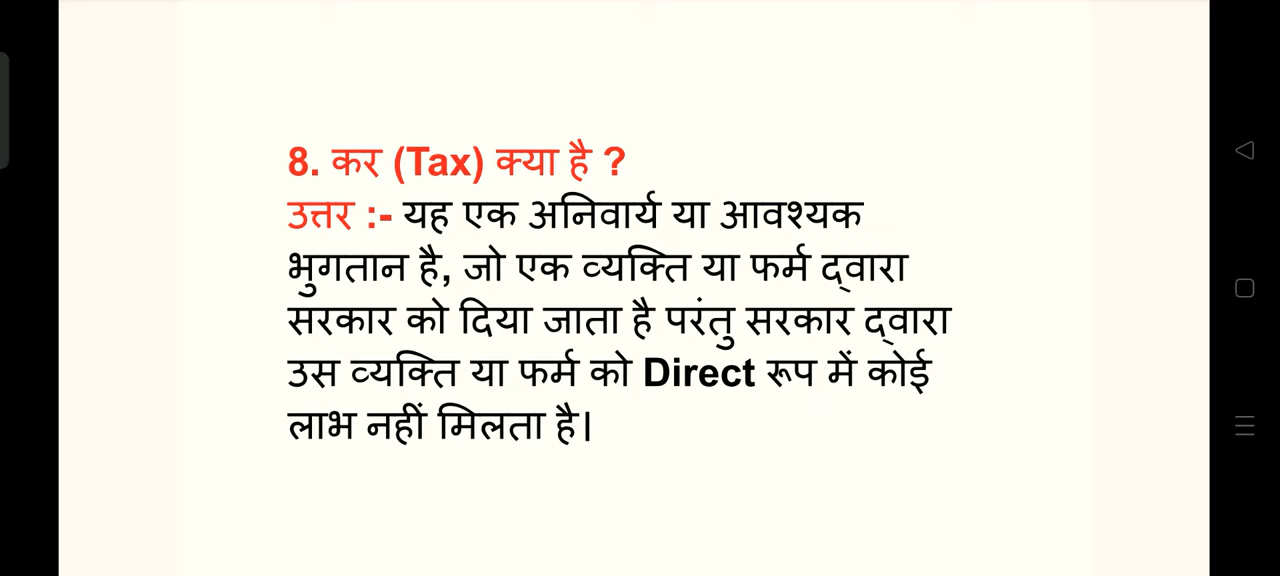 8. कर (Tax) क्या है ?
उत्तर :- यह एक अनिवार्य या आवश्यक
भुगतान है, जो एक व्यक्ति या फर्म द्वारा
सरकार को दिया जाता है परंतु सरकार द्वारा
उस व्यक्ति या फर्म को Direct रूप में कोई
लाभ नहीं मिलता है।